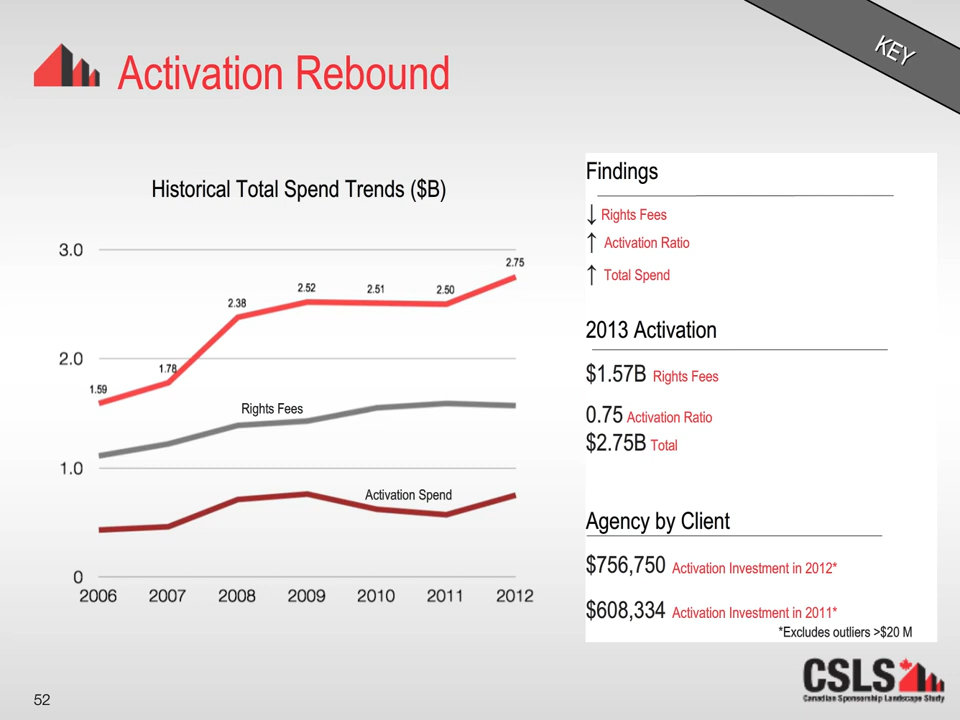 KEY
Activation Rebound
Historical Total Spend Trends ($B)
3.0
2.0
1.0
0
1.59
1.78
2.38
2.52
2.51
2.50
2.75
Rights Fees
Activation Spend
2006 2007 2008 2009 2010 2011 2012
Findings
↓ Rights Fees
↑ Activation Ratio
↑ Total Spend
2013 Activation
$1.57B Rights Fees
0.75 Activation Ratio
$2.75B Total
Agency by Client
$756,750 Activation Investment in 2012*
$608,334 Activation Investment in 2011*
*Excludes outliers >$20 M
CSLS
Canadian Sponsorship Landscape Study
52